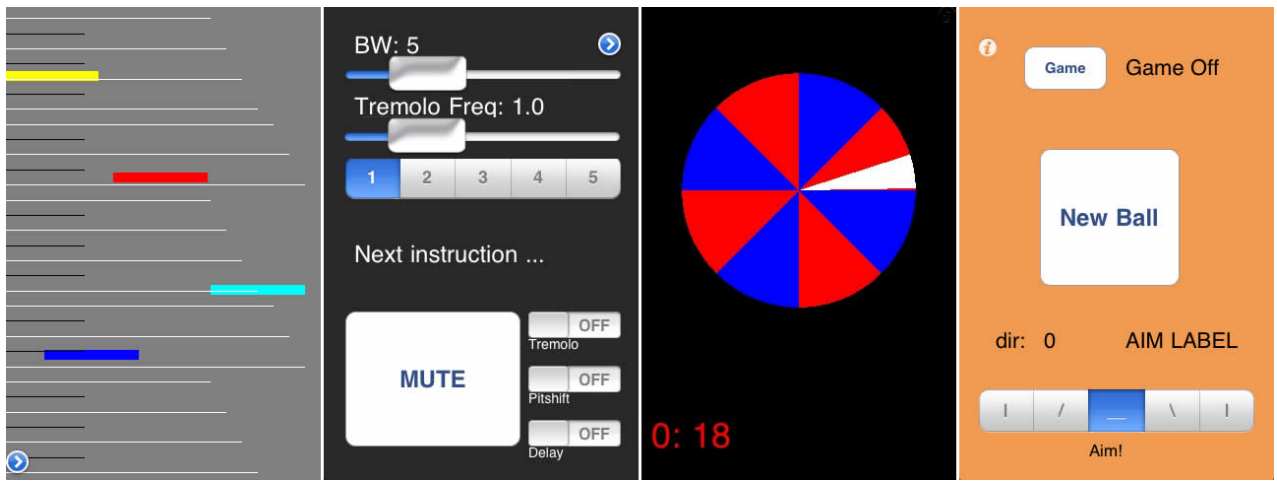 BW: 5
Tremolo Freq: 1.0
1 2 3 4 5
Next instruction ...
MUTE
OFF
Tremolo
OFF
Pitshift
OFF
Delay
0: 18
Game Game Off
New Ball
dir: 0 AIM LABEL
I / _ \ I
Aim!